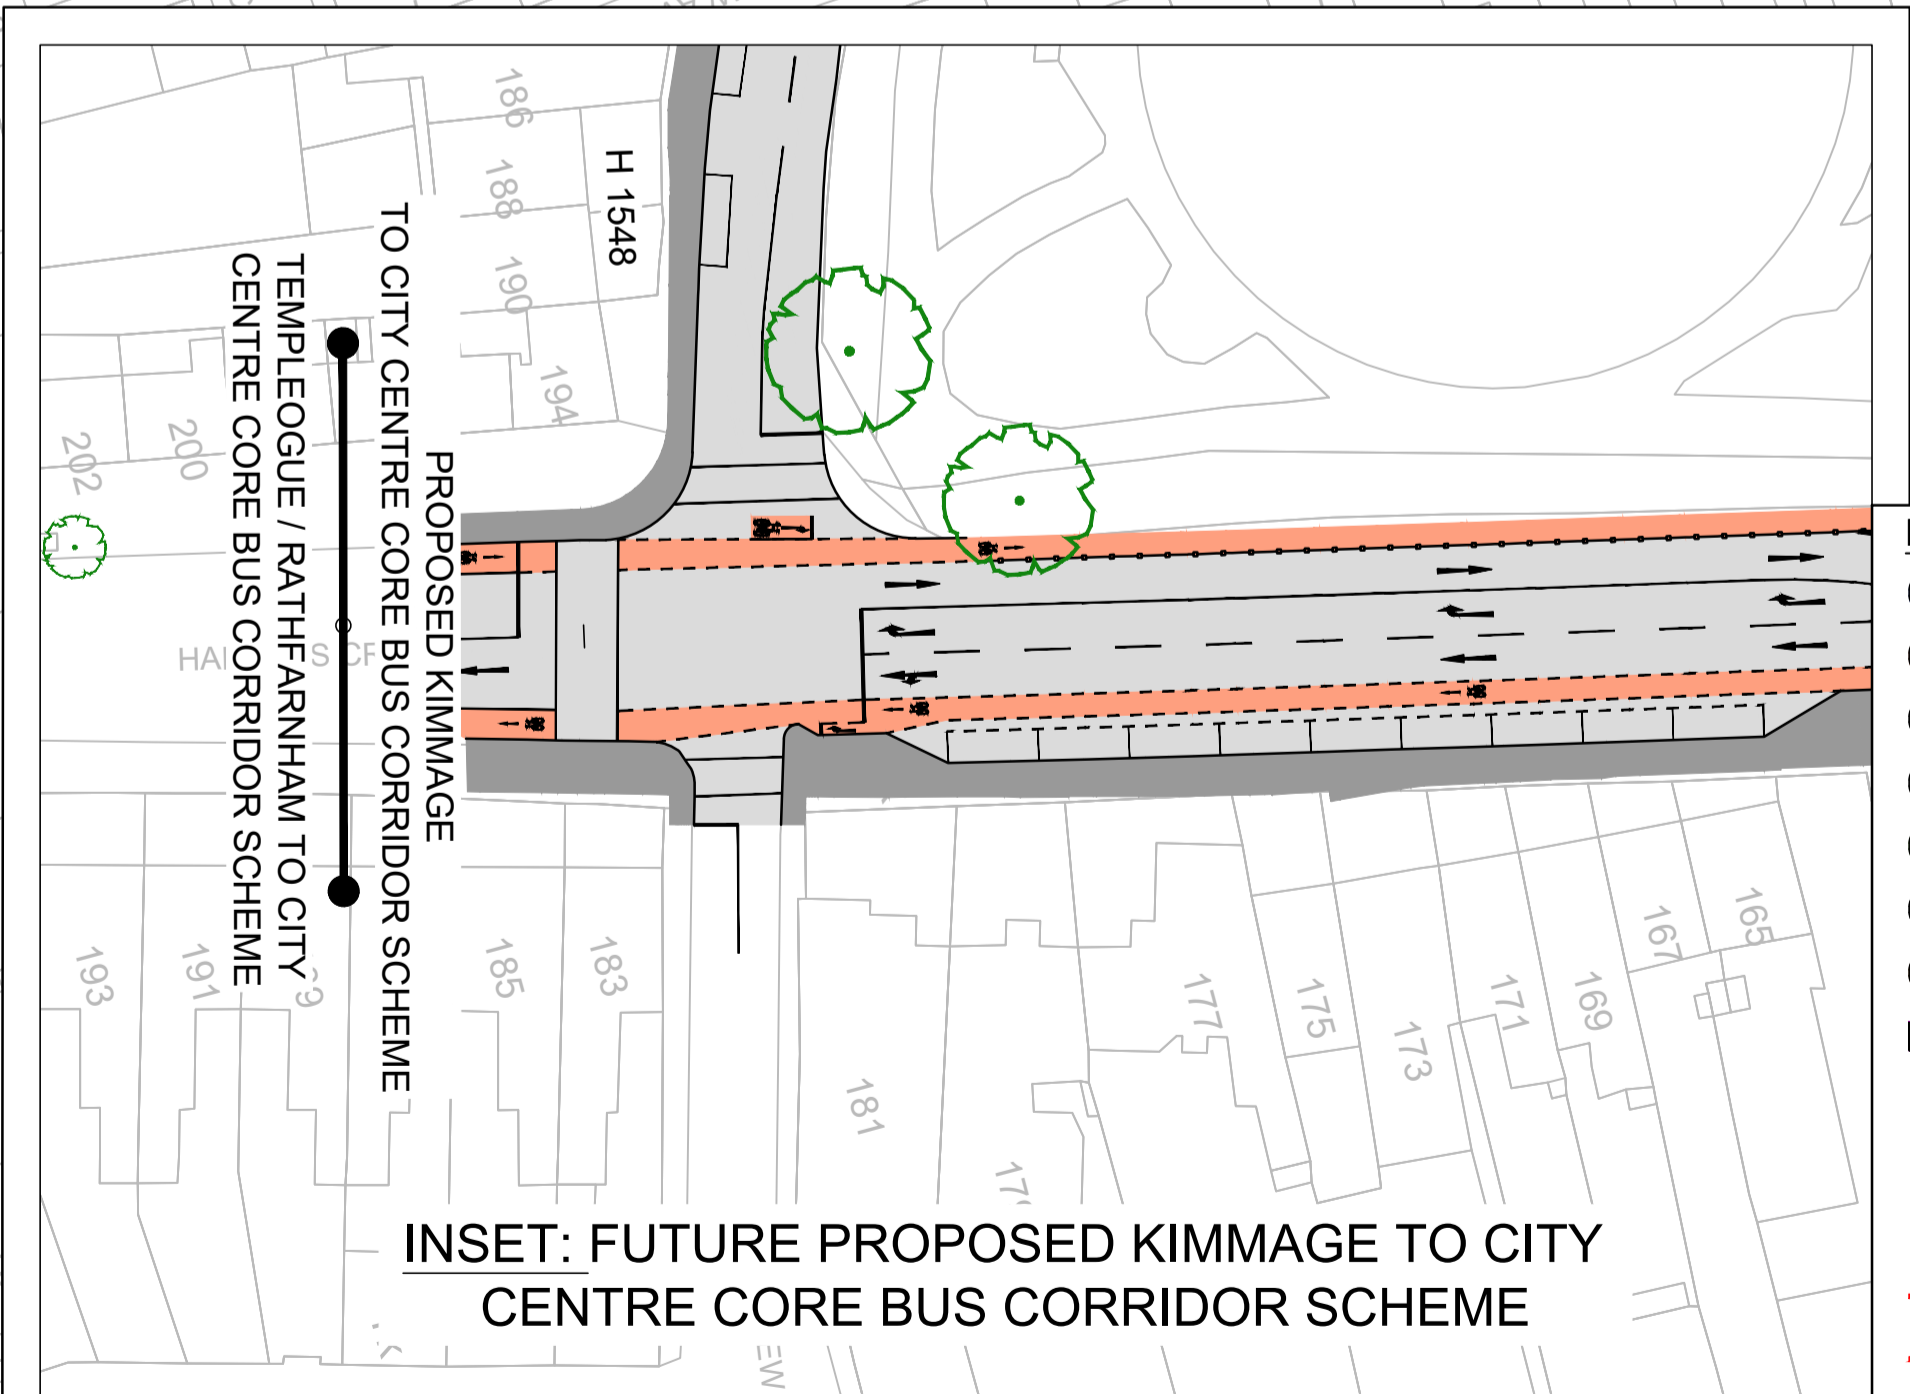 186
188
190
194
H 1548
200
202
PROPOSED KIMMAGE
TO CITY CENTRE CORE BUS CORRIDOR SCHEME
TEMPLEOGUE / RATHFARNHAM TO CITY
CENTRE CORE BUS CORRIDOR SCHEME
193
191
185
183
181
177
175
173
171
169
167
165
INSET: FUTURE PROPOSED KIMMAGE TO CITY
CENTRE CORE BUS CORRIDOR SCHEME